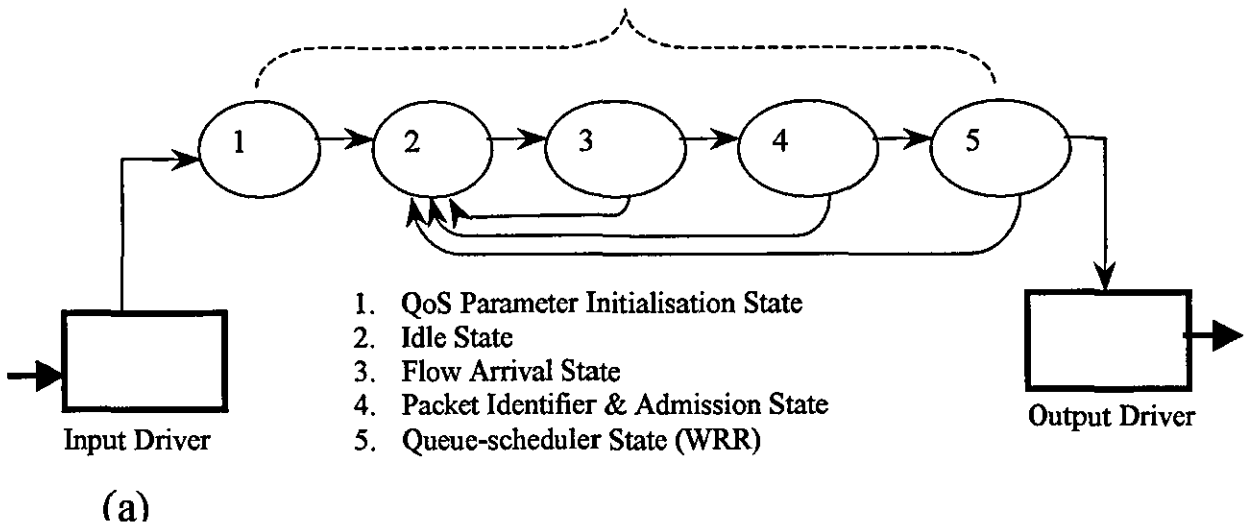 1 2 3 4 5
1. QoS Parameter Initialisation State
2. Idle State
3. Flow Arrival State
4. Packet Identifier & Admission State
5. Queue-scheduler State (WRR)
Input Driver
Output Driver
(a)